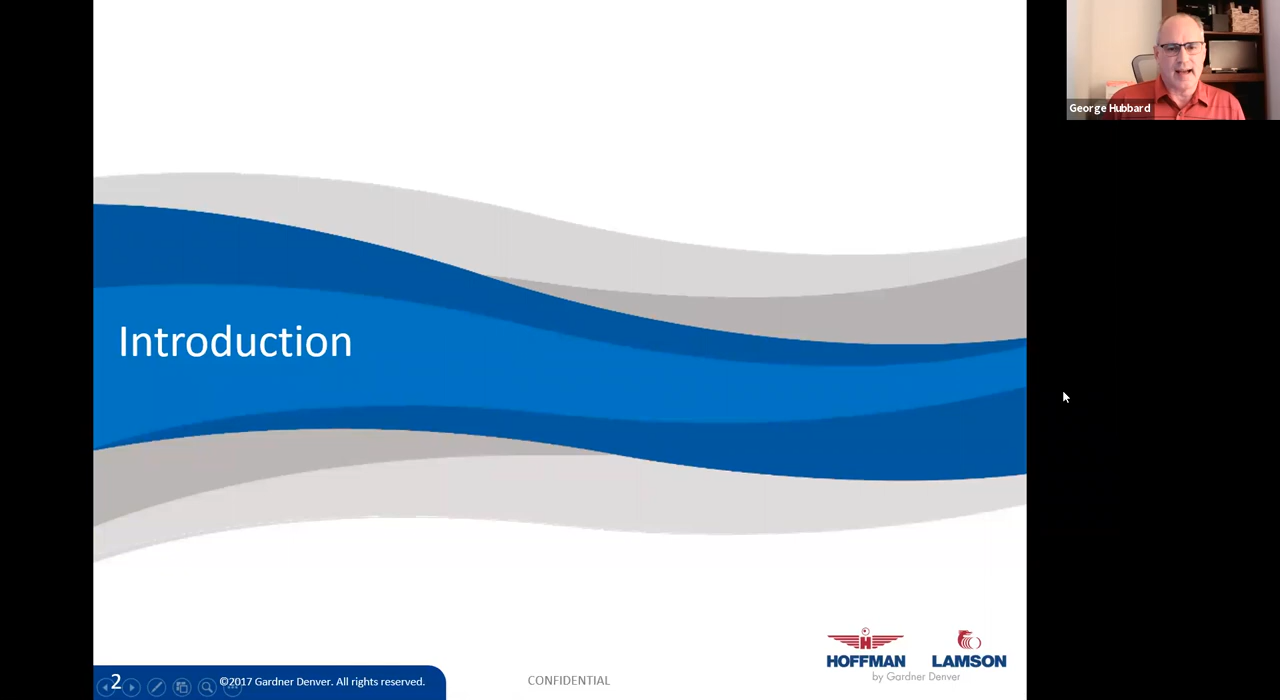 George Hubbard
Introduction
HOFFMAN LAMSON
by Gardner Denver
2 ©2017 Gardner Denver. All rights reserved.
CONFIDENTIAL